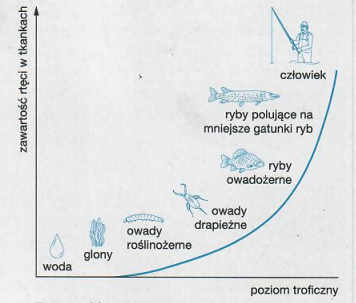 zawartość rtęci w tkankach
człowiek
ryby polujące na
mniejsze gatunki ryb
ryby
owadożerne
owady
drapieżne
owady
roślinożerne
glony
woda
poziom troficzny